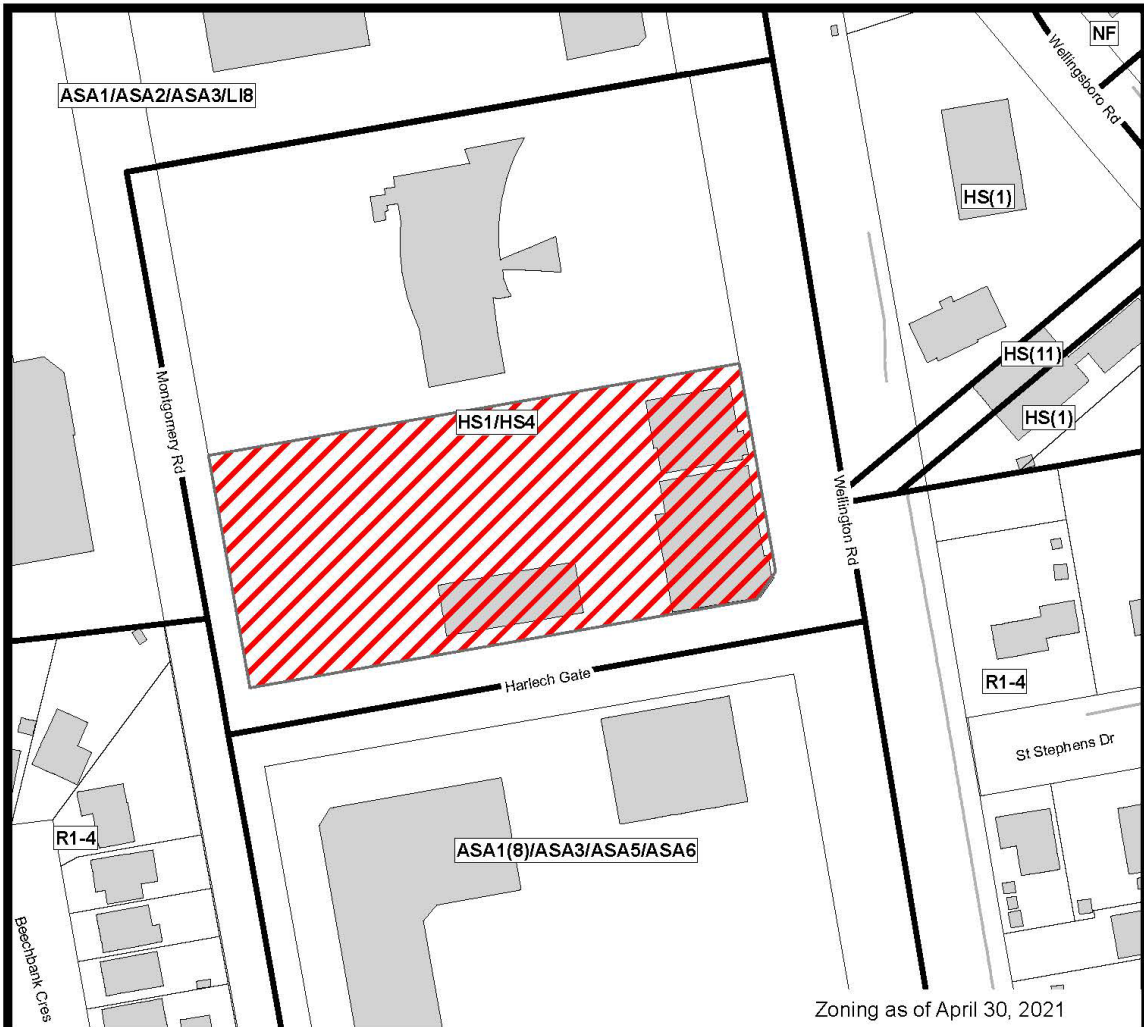 NF
Wellingsboro Rd
ASA1/ASA2/ASA3/LI8
HS(1)
HS(11)
Montgomery Rd
HS1/HS4
HS(1)
Wellington Rd
Harlech Gate
R1-4
St Stephens Dr
R1-4
ASA1(8)/ASA3/ASA5/ASA6
Beechbank Cres
Zoning as of April 30, 2021